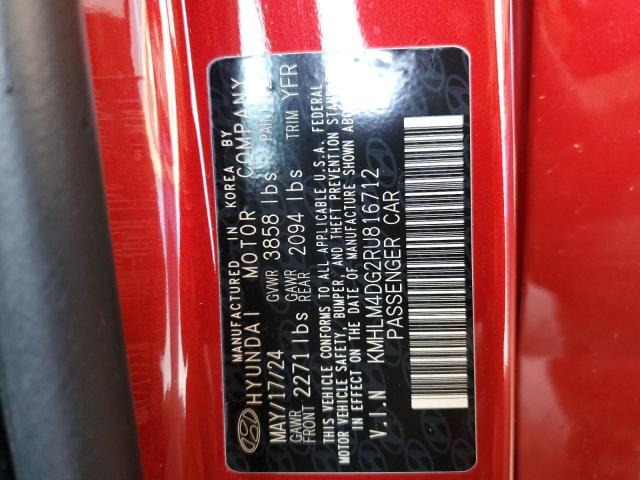 MANUFACTURED IN KOREA BY
HYUNDAI MOTOR COMPANY
MAY/17/24 GVWR 3858 lbs PAINT
GAWR FRONT 2271 lbs GAWR REAR 2094 lbs TRIM YFR
THIS VEHICLE CONFORMS TO ALL APPLICABLE U.S.A. FEDERAL
MOTOR VEHICLE SAFETY, BUMPER, AND THEFT PREVENTION STANDARDS
IN EFFECT ON THE DATE OF MANUFACTURE SHOWN ABOVE
V.I.N KMHLM4DG2RU816712
PASSENGER CAR